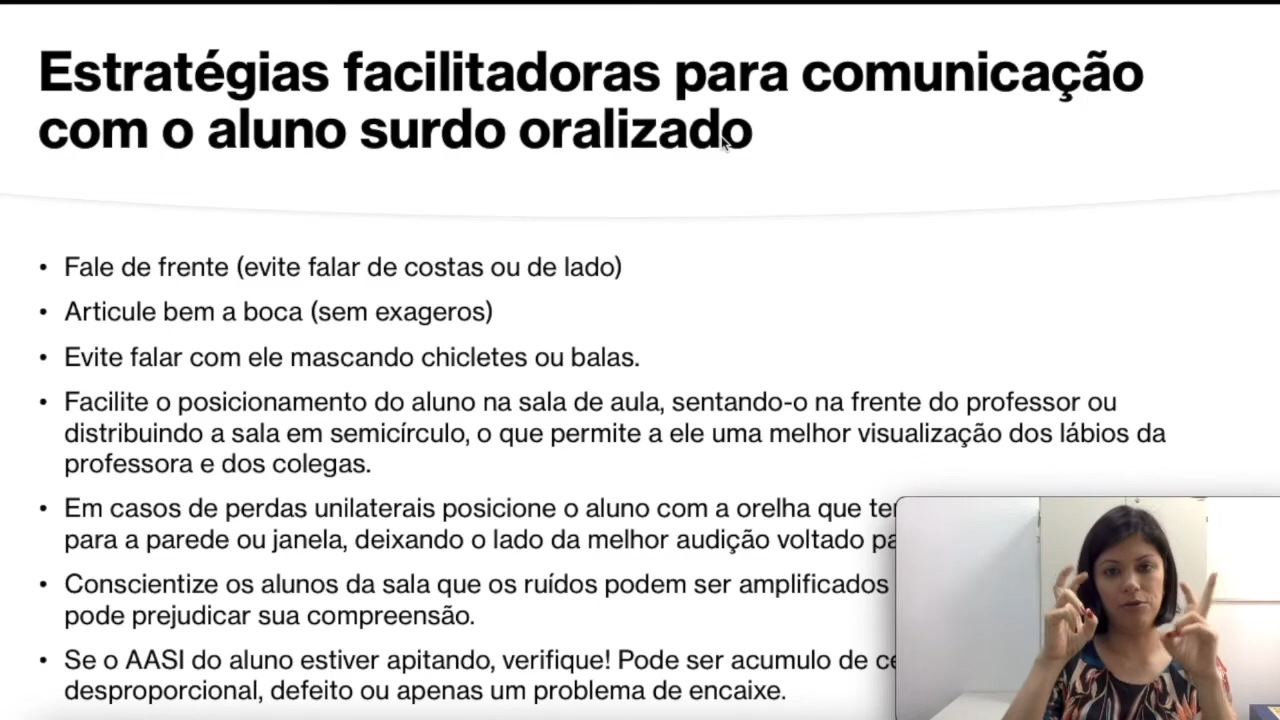 Estratégias facilitadoras para comunicação
com o aluno surdo oralizado
• Fale de frente (evite falar de costas ou de lado)
• Articule bem a boca (sem exageros)
• Evite falar com ele mascando chicletes ou balas.
• Facilite o posicionamento do aluno na sala de aula, sentando-o na frente do professor ou
distribuindo a sala em semicírculo, o que permite a ele uma melhor visualização dos lábios da
professora e dos colegas.
• Em casos de perdas unilaterais posicione o aluno com a orelha que
para a parede ou janela, deixando o lado da melhor audição voltado
• Conscientize os alunos da sala que os ruídos podem ser amplificados
pode prejudicar sua compreensão.
• Se o AASI do aluno estiver apitando, verifique! Pode ser acumulo de
desproporcional, defeito ou apenas um problema de encaixe.